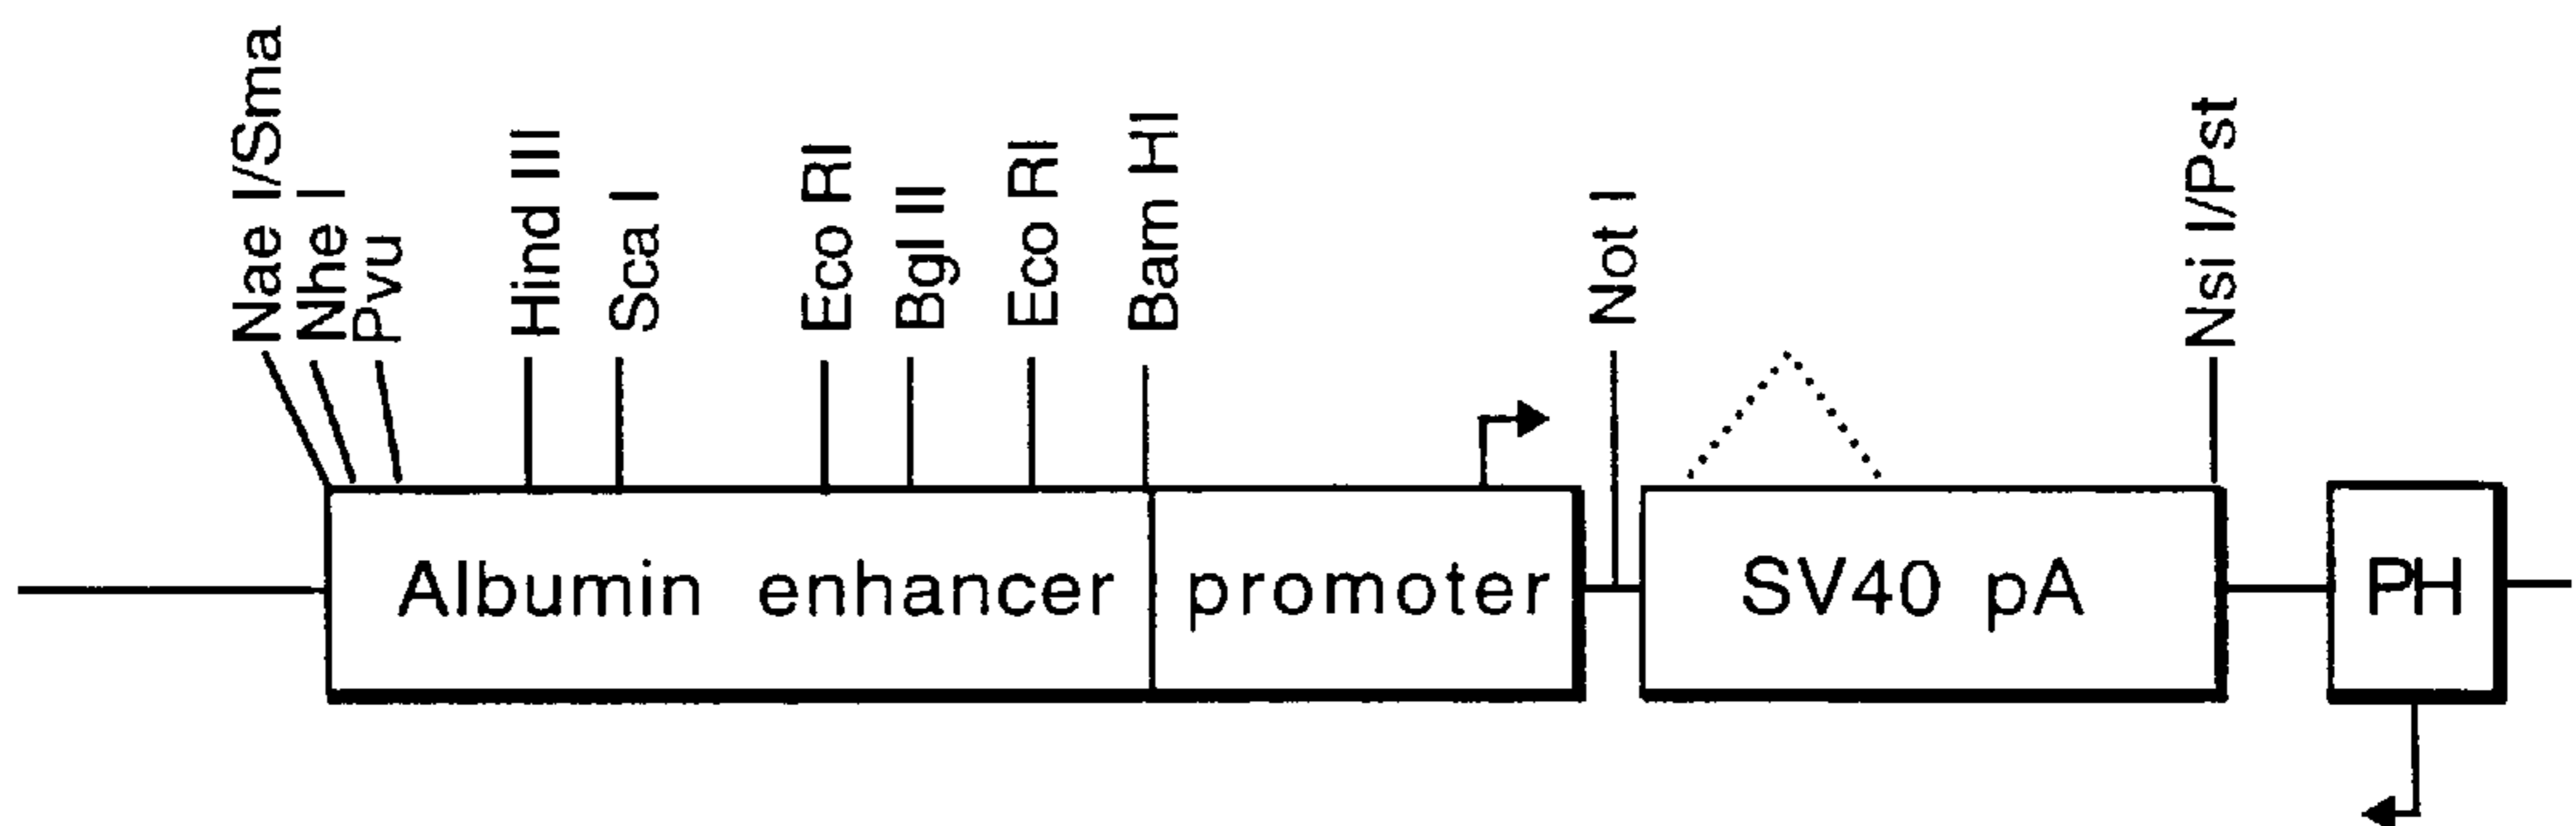 Nae I/Sma
Nhe I
Pvu
Hind III
Sca I
Eco RI
Bgl II
Eco RI
Bam HI
Not I
Nsi I/Pst
Albumin enhancer
promoter
SV40 pA
PH